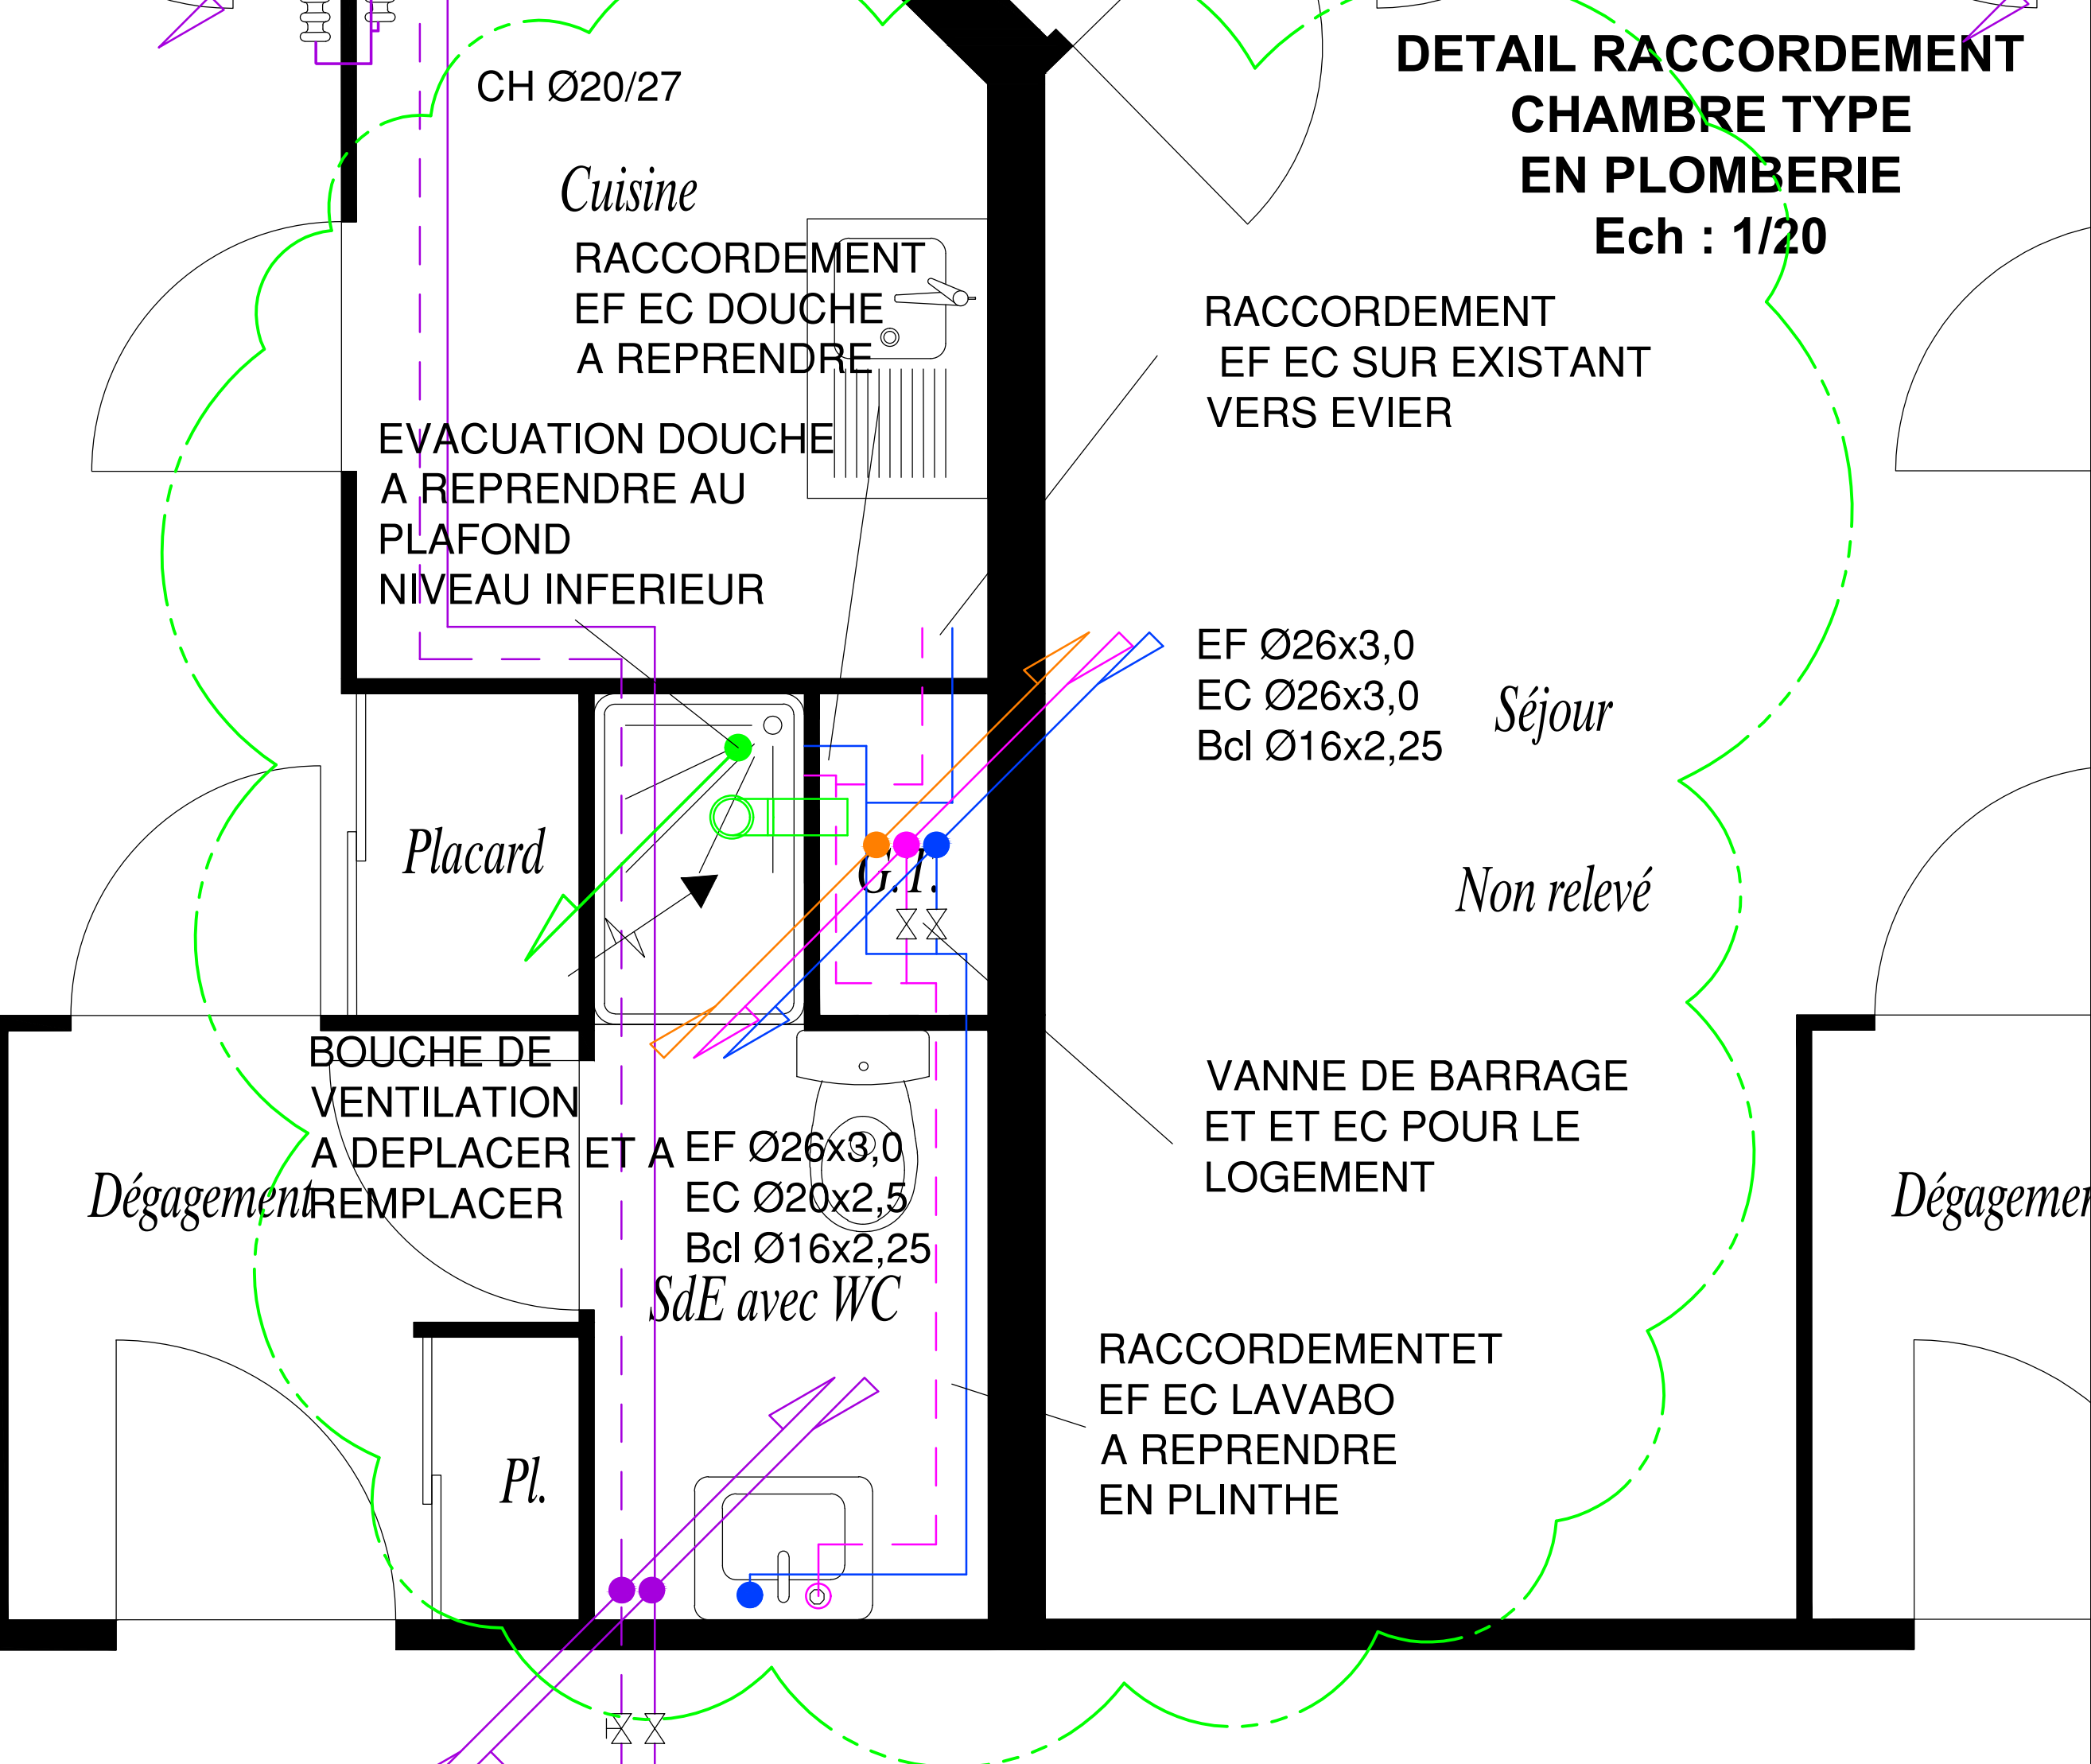 DETAIL RACCORDEMENT
CHAMBRE TYPE
EN PLOMBERIE
Ech : 1/20
CH Ø20/27
Cuisine
RACCORDEMENT
EF EC DOUCHE
A REPRENDRE
RACCORDEMENT
EF EC SUR EXISTANT
VERS EVIER
EVACUATION DOUCHE
A REPRENDRE AU
PLAFOND
NIVEAU INFERIEUR
EF Ø26x3,0
EC Ø26x3,0
Bcl Ø16x2,25
Séjour
Placard
G.T.
Non relevé
BOUCHE DE
VENTILATION
A DEPLACER ET A
REMPLACER
Dégagement
EF Ø26x3,0
EC Ø20x2,5
Bcl Ø16x2,25
SdE avec WC
VANNE DE BARRAGE
ET ET EC POUR LE
LOGEMENT
Dégagemen
RACCORDEMENTET
EF EC LAVABO
A REPRENDRE
EN PLINTHE
Pl.